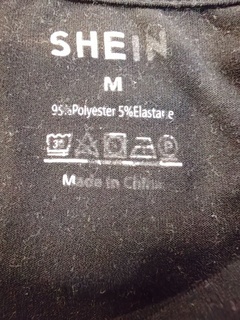 SHEIN
M
95%Polyester 5%Elastane
Made in China